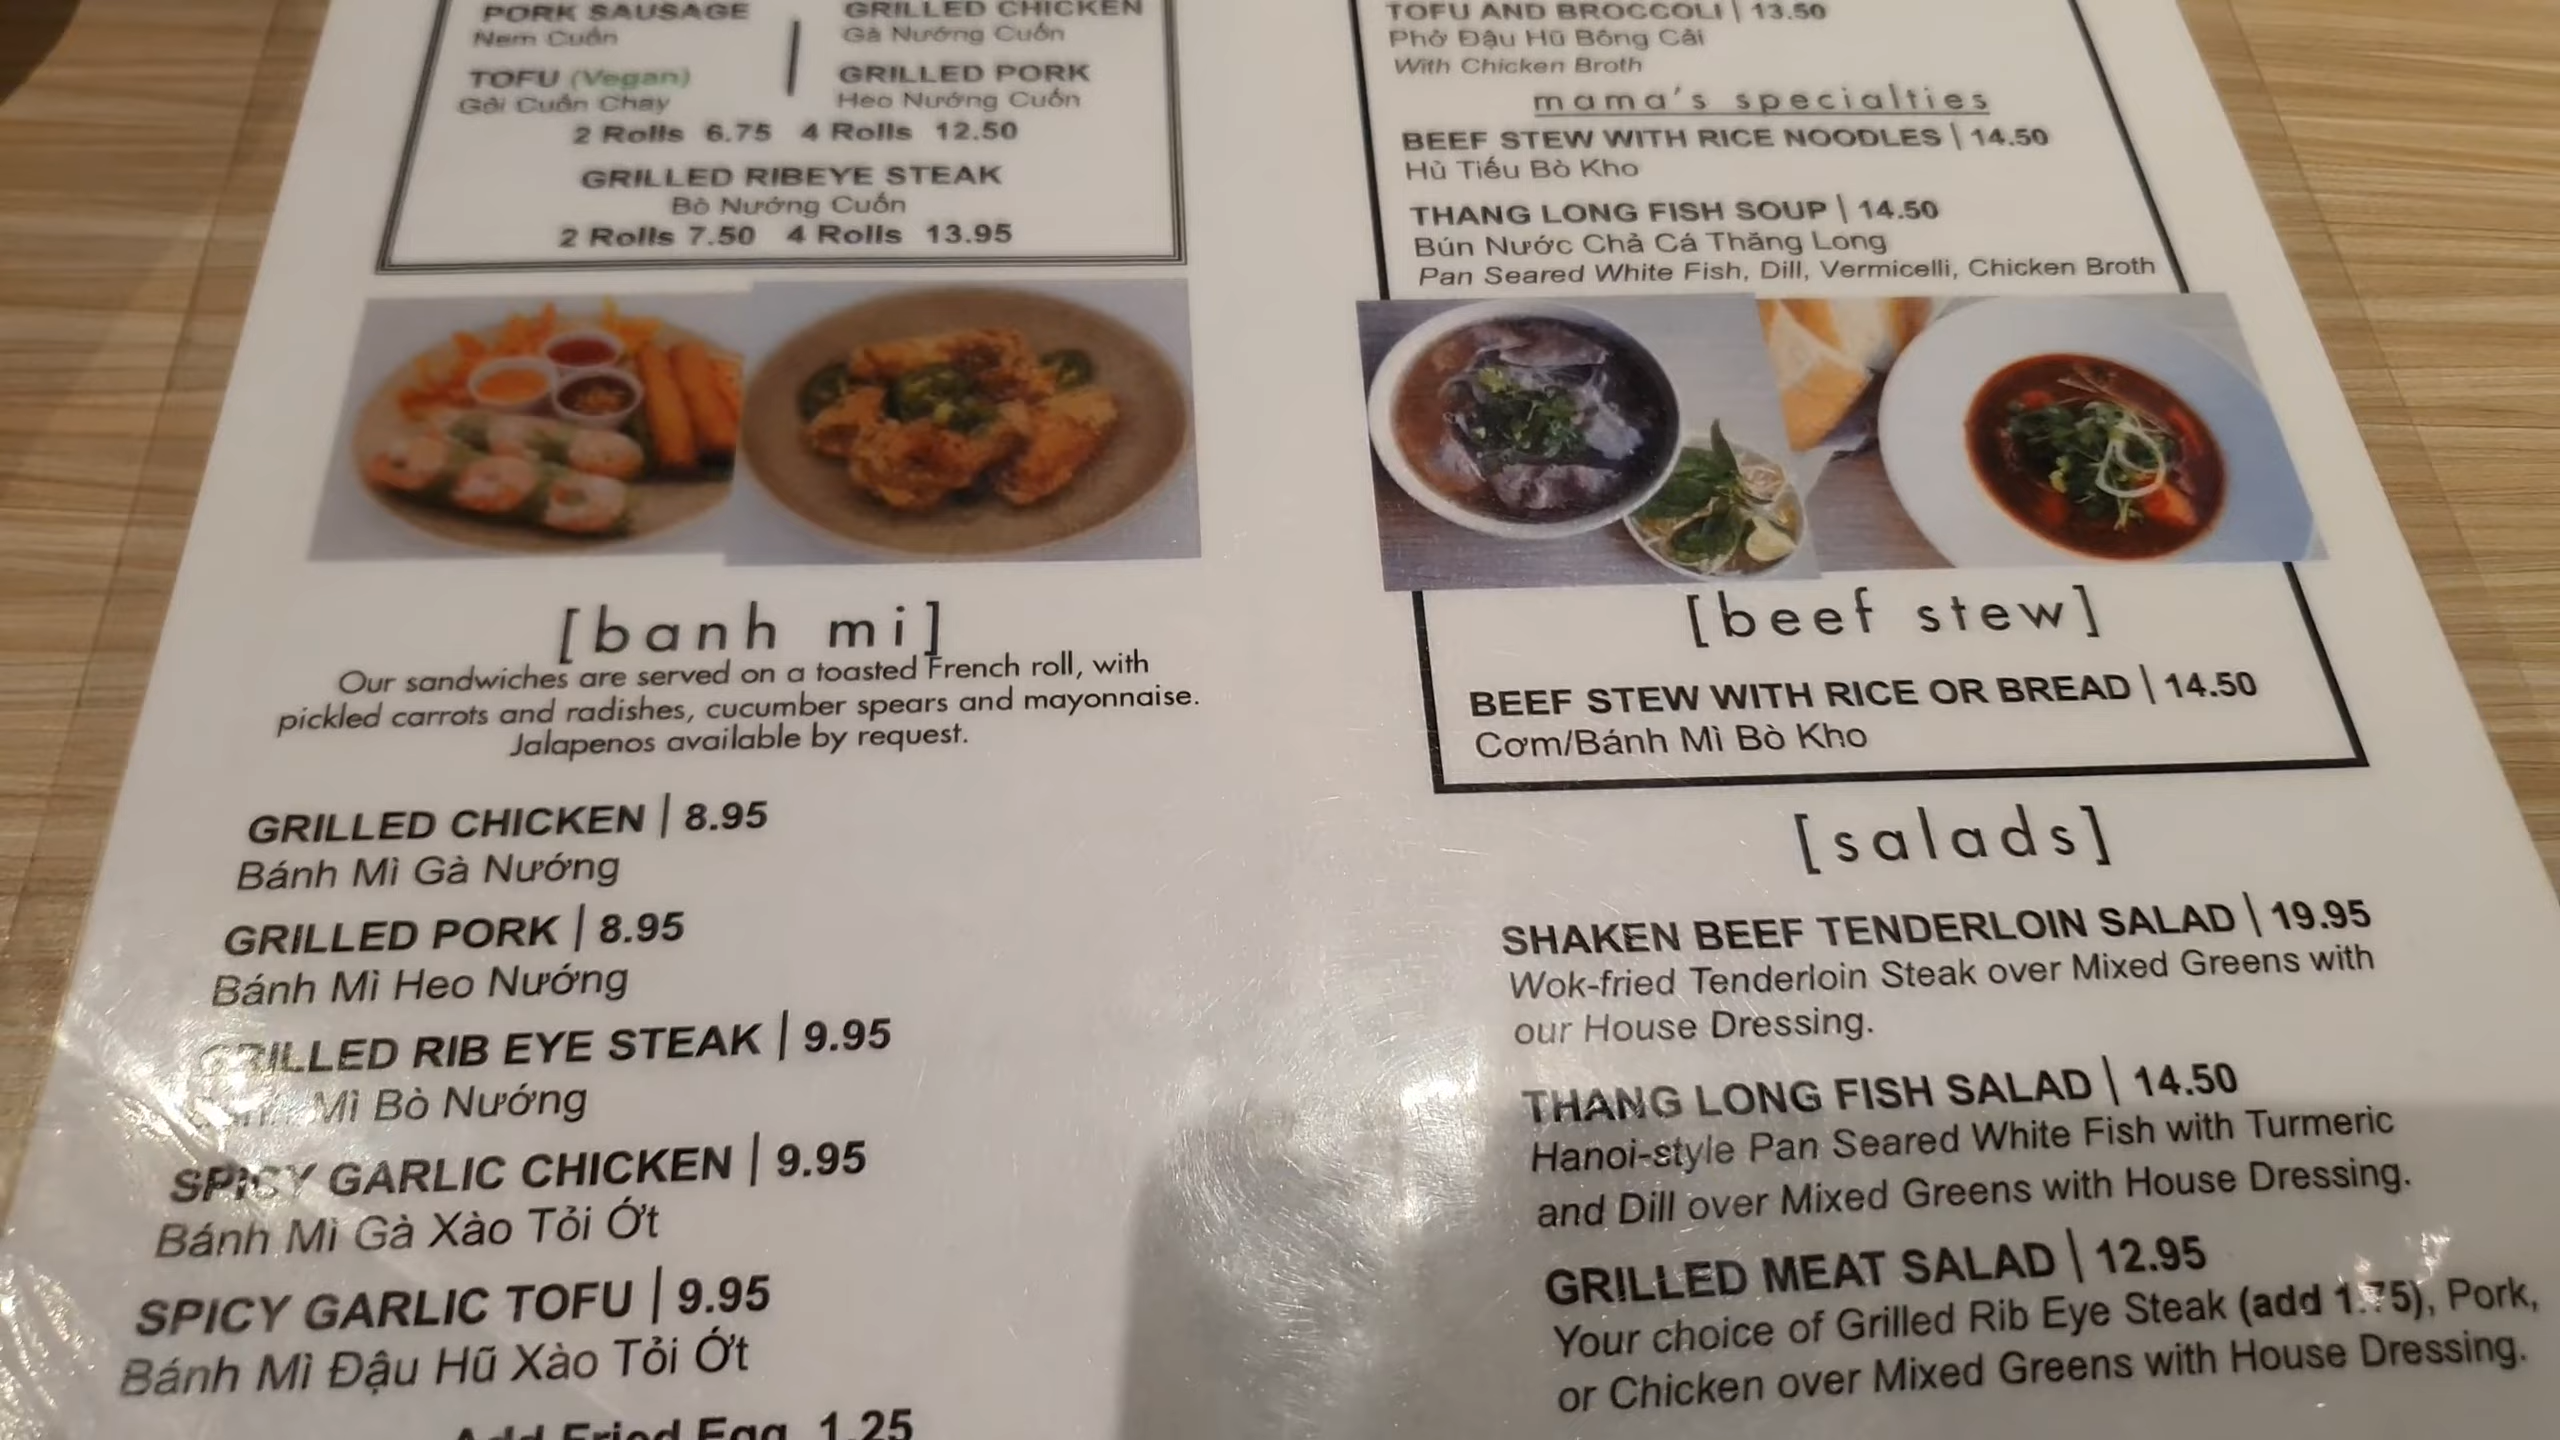 PORK SAUSAGE
Nem Cuốn
TOFU (Vegan)
Gỏi Cuốn Chay
GRILLED CHICKEN
Gà Nướng Cuốn
GRILLED PORK
Heo Nướng Cuốn
2 Rolls 6.75 4 Rolls 12.50
GRILLED RIBEYE STEAK
Bò Nướng Cuốn
2 Rolls 7.50 4 Rolls 13.95
[banh mi]
Our sandwiches are served on a toasted French roll, with
pickled carrots and radishes, cucumber spears and mayonnaise.
Jalapenos available by request.
GRILLED CHICKEN | 8.95
Bánh Mì Gà Nướng
GRILLED PORK | 8.95
Bánh Mì Heo Nướng
GRILLED RIB EYE STEAK | 9.95
Bánh Mì Bò Nướng
SPICY GARLIC CHICKEN | 9.95
Bánh Mì Gà Xào Tỏi Ớt
SPICY GARLIC TOFU | 9.95
Bánh Mì Đậu Hũ Xào Tỏi Ớt
Add Fried Egg 1.25
TOFU AND BROCCOLI | 13.50
Phở Đậu Hũ Bông Cải
With Chicken Broth
mama's specialties
BEEF STEW WITH RICE NOODLES | 14.50
Hủ Tiếu Bò Kho
THANG LONG FISH SOUP | 14.50
Bún Nước Chả Cá Thăng Long
Pan Seared White Fish, Dill, Vermicelli, Chicken Broth
[beef stew]
BEEF STEW WITH RICE OR BREAD | 14.50
Cơm/Bánh Mì Bò Kho
[salads]
SHAKEN BEEF TENDERLOIN SALAD | 19.95
Wok-fried Tenderloin Steak over Mixed Greens with
our House Dressing.
THANG LONG FISH SALAD | 14.50
Hanoi-style Pan Seared White Fish with Turmeric
and Dill over Mixed Greens with House Dressing.
GRILLED MEAT SALAD | 12.95
Your choice of Grilled Rib Eye Steak (add 1.75), Pork,
or Chicken over Mixed Greens with House Dressing.